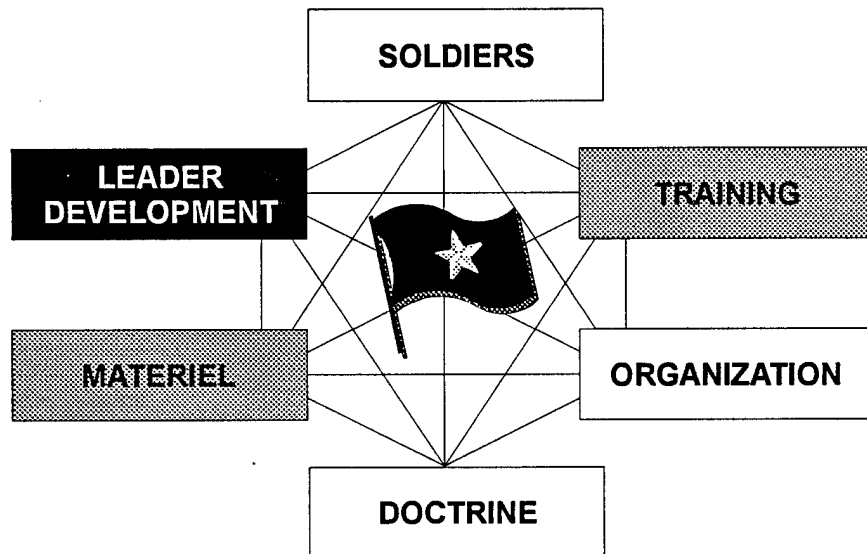 SOLDIERS
LEADER
DEVELOPMENT
TRAINING
MATERIEL
ORGANIZATION
DOCTRINE